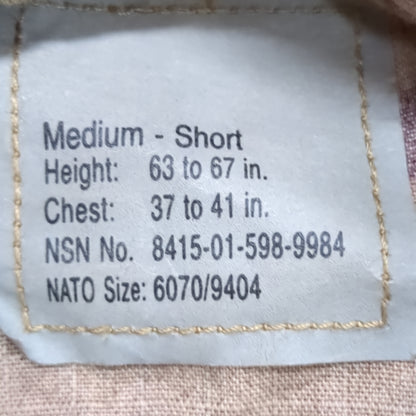 Medium - Short
Height: 63 to 67 in.
Chest: 37 to 41 in.
NSN No. 8415-01-598-9984
NATO Size: 6070/9404